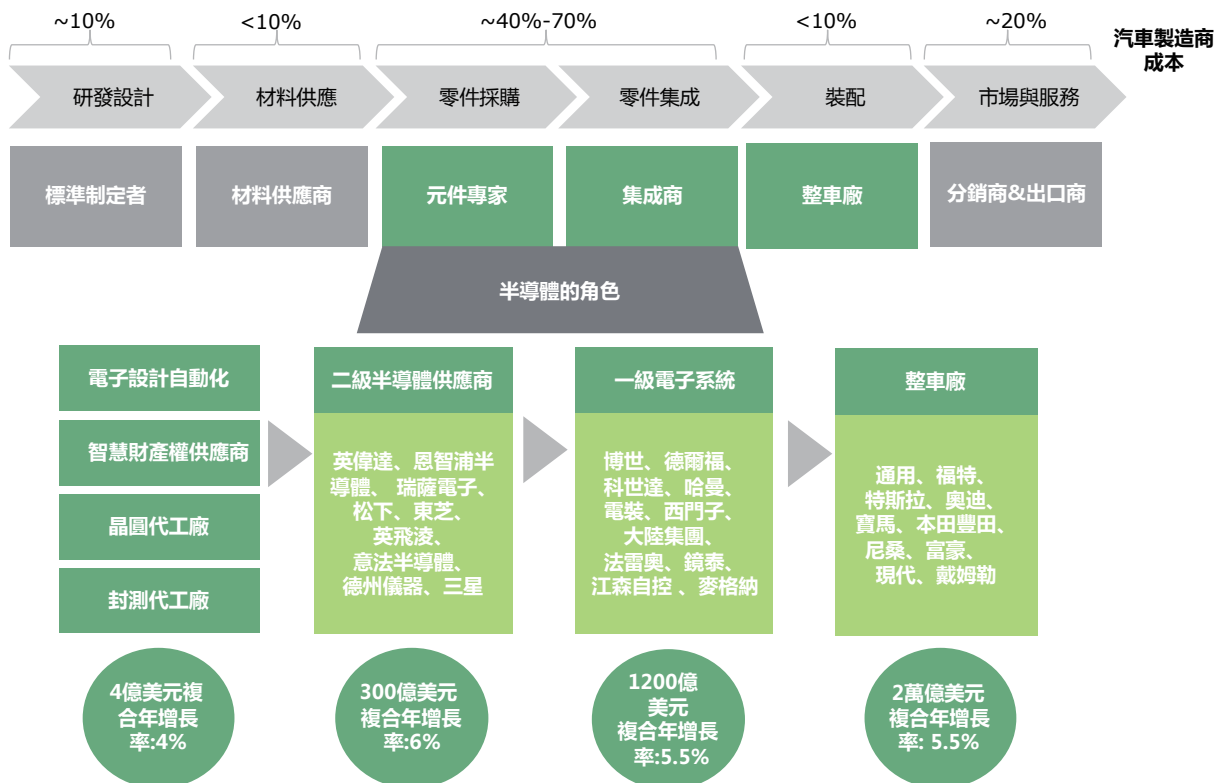 ~10%
<10%
~40%-70%
<10%
~20%
汽車製造商
成本
研發設計
材料供應
零件採購
零件集成
裝配
市場與服務
標準制定者
材料供應商
元件專家
集成商
整車廠
分銷商&出口商
半導體的角色
電子設計自動化
智慧財產權供應商
晶圓代工廠
封測代工廠
二級半導體供應商
英偉達、恩智浦半
導體、 瑞薩電子、
松下、東芝、
英飛淩、
意法半導體、
德州儀器、三星
一級電子系統
博世、德爾福、
科世達、哈曼、
電裝、西門子、
大陸集團、
法雷奧、鏡泰、
江森自控 、麥格納
整車廠
通用、福特、
特斯拉、奧迪、
寶馬、本田豐田、
尼桑、富豪、
現代、戴姆勒
4億美元複
合年增長
率:4%
300億美元
複合年增長
率:6%
1200億
美元
複合年增長
率:5.5%
2萬億美元
複合年增長
率: 5.5%